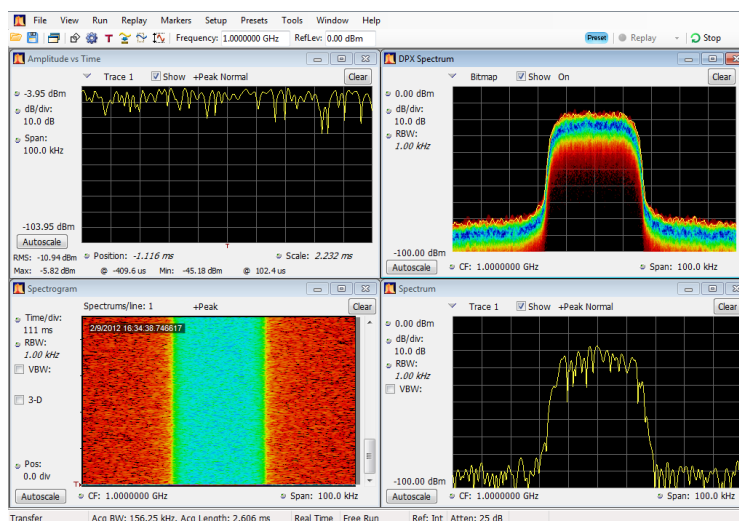 File View Run Replay Markers Setup Presets Tools Window Help
T Frequency: 1.0000000 GHz RefLev: 0.00 dBm Preset Replay Stop
Amplitude vs Time
Trace 1 Show +Peak Normal Clear
-3.95 dBm
dB/div:
10.0 dB
Span:
100.0 kHz
-103.95 dBm
Autoscale
T
RMS: -10.94 dBm Position: -1.116 ms Scale: 2.232 ms
Max: -5.82 dBm @ -409.6 us Min: -45.18 dBm @ 102.4 us
DPX Spectrum
Bitmap Show On Clear
0.00 dBm
dB/div:
10.0 dB
RBW:
1.00 kHz
-100.00 dBm
Autoscale CF: 1.0000000 GHz Span: 100.0 kHz
Spectrogram
Spectrums/line: 1 +Peak Clear
Time/div:
111 ms
RBW:
1.00 kHz
VBW:
3-D
Pos:
0.0 div
2/9/2012 16:34:38.746617
T
Autoscale CF: 1.0000000 GHz Span: 100.0 kHz
Spectrum
Trace 1 Show +Peak Normal Clear
0.00 dBm
dB/div:
10.0 dB
RBW:
1.00 kHz
VBW:
-100.00 dBm
Autoscale CF: 1.0000000 GHz Span: 100.0 kHz
Transfer Acq BW: 156.25 kHz, Acq Length: 2.606 ms Real Time Free Run Ref: Int Atten: 25 dB